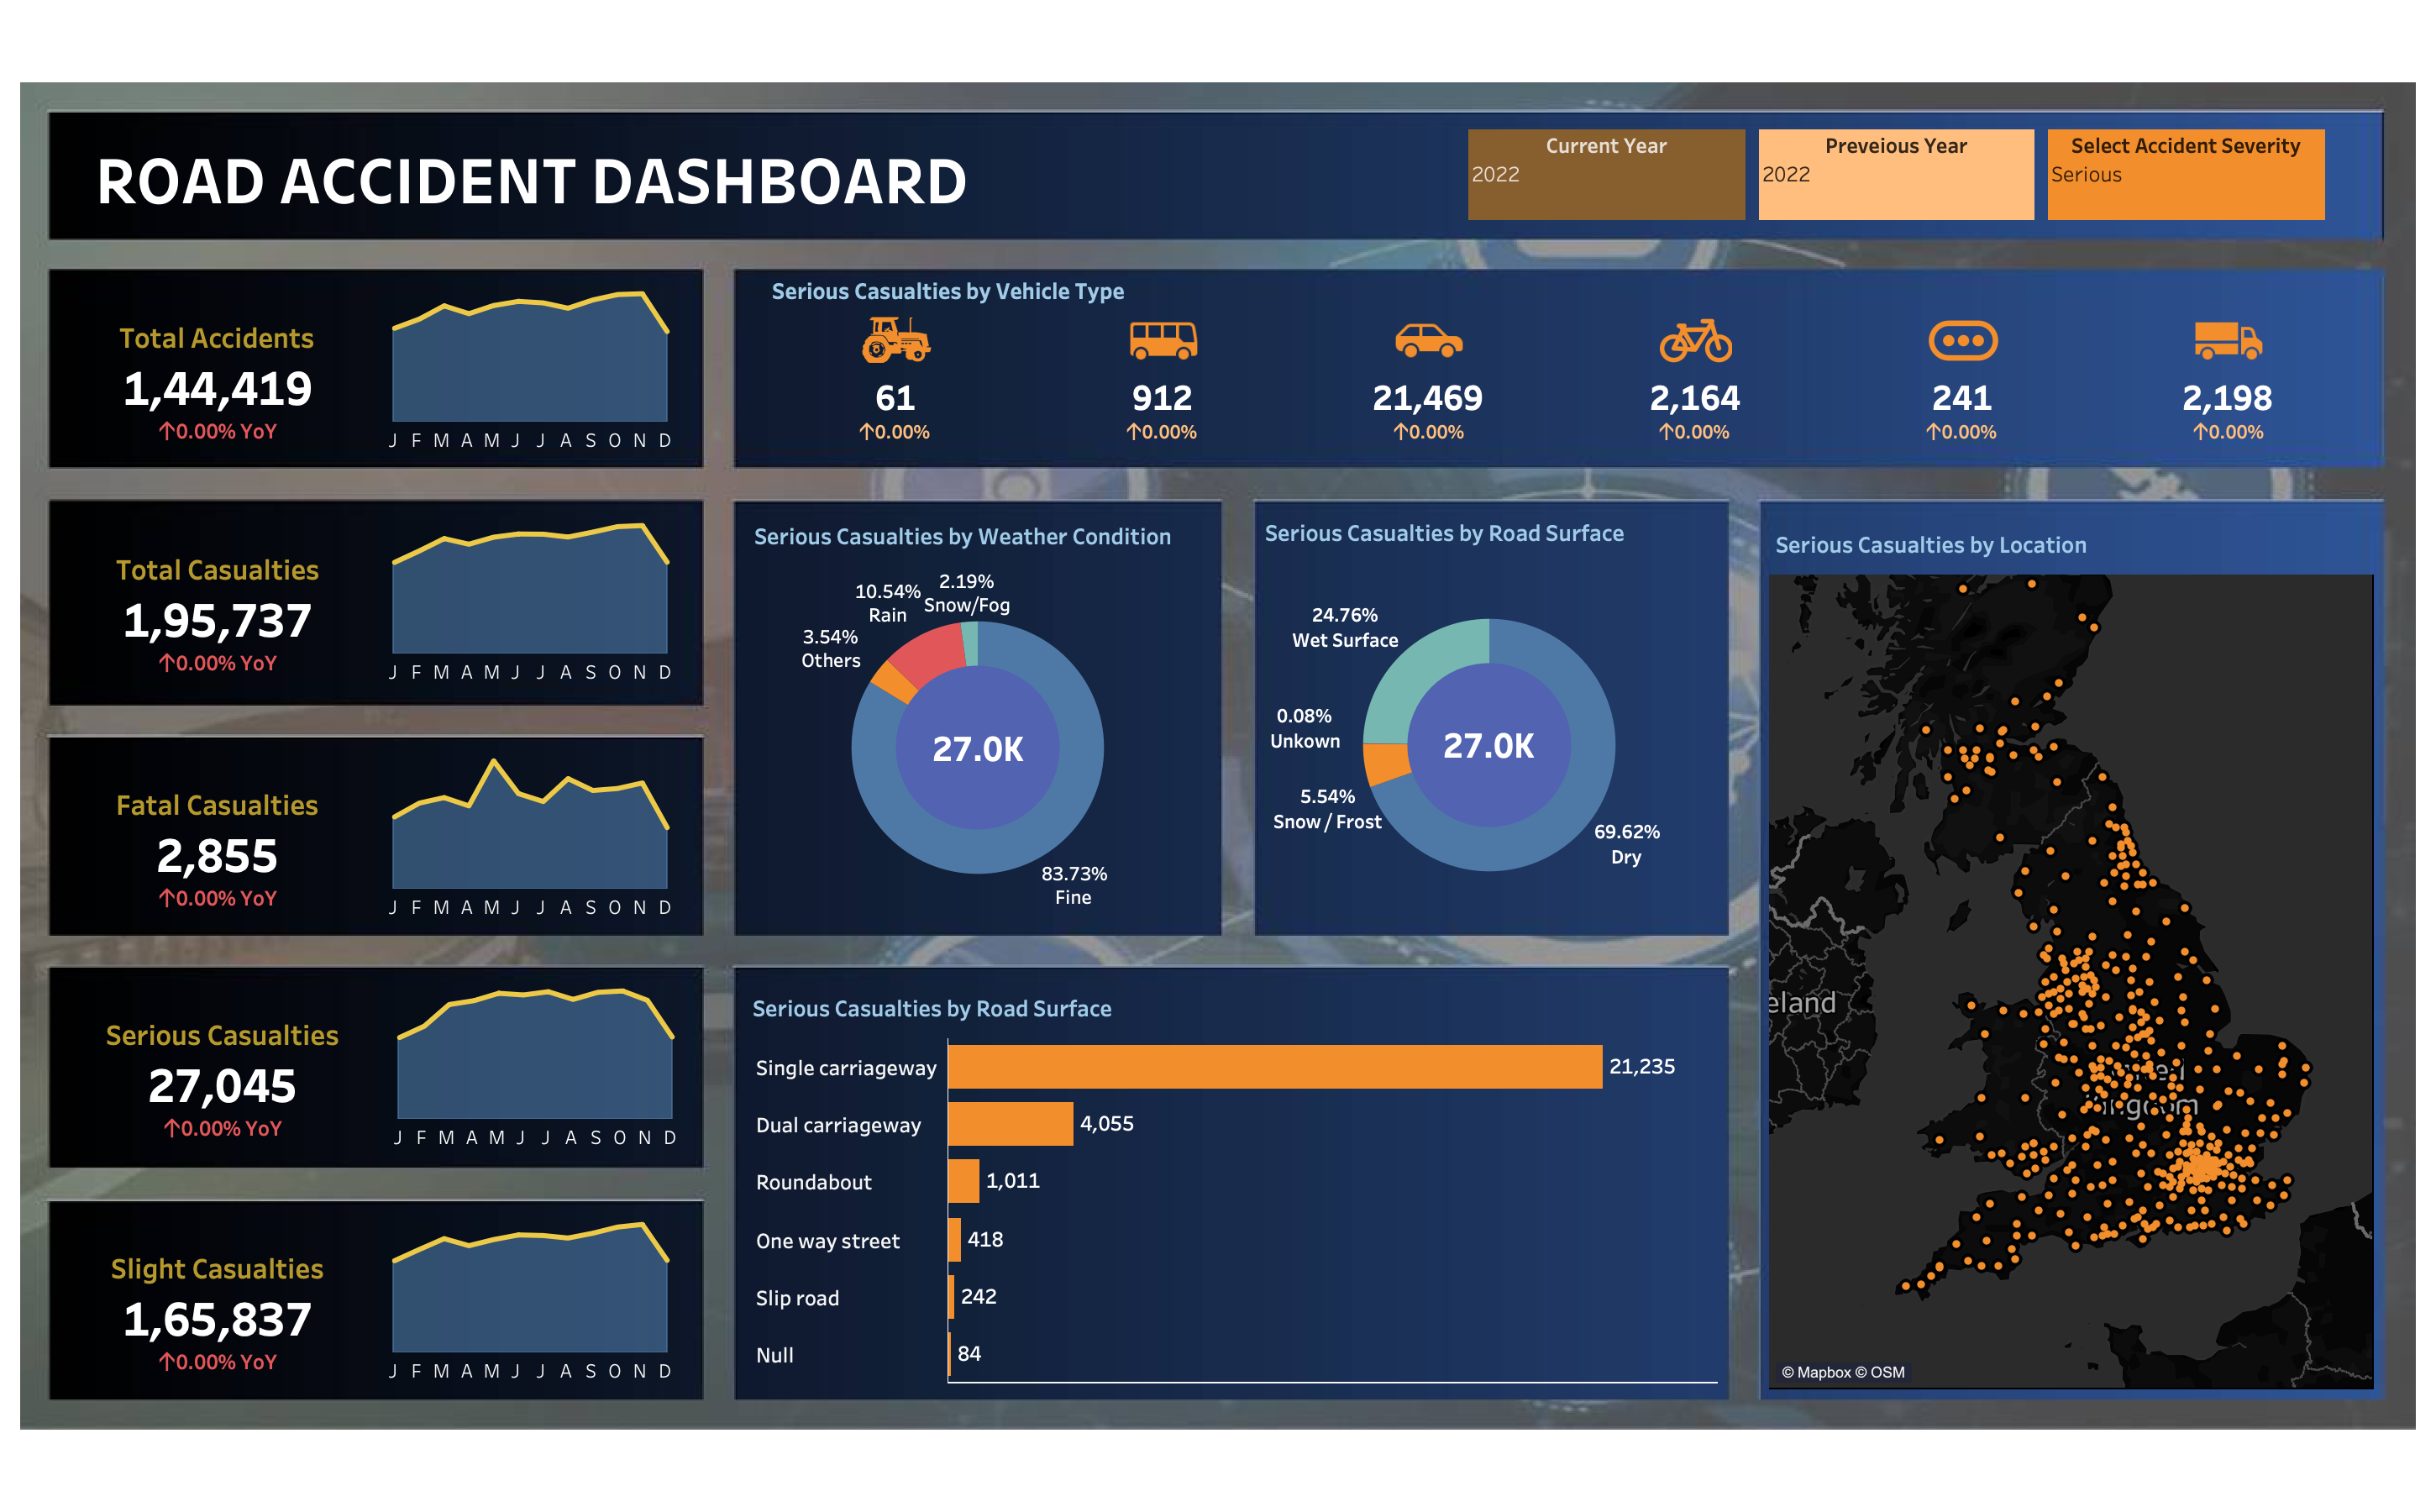 ROAD ACCIDENT DASHBOARD
Current Year
2022
Preveious Year
2022
Select Accident Severity
Serious
Total Accidents
1,44,419
↑0.00% YoY
J F M A M J J A S O N D
Serious Casualties by Vehicle Type
61
↑0.00%
912
↑0.00%
21,469
↑0.00%
2,164
↑0.00%
241
↑0.00%
2,198
↑0.00%
Total Casualties
1,95,737
↑0.00% YoY
J F M A M J J A S O N D
Fatal Casualties
2,855
↑0.00% YoY
J F M A M J J A S O N D
Serious Casualties
27,045
↑0.00% YoY
J F M A M J J A S O N D
Slight Casualties
1,65,837
↑0.00% YoY
J F M A M J J A S O N D
Serious Casualties by Weather Condition
2.19%
Snow/Fog
10.54%
Rain
3.54%
Others
27.0K
83.73%
Fine
Serious Casualties by Road Surface
24.76%
Wet Surface
0.08%
Unkown
27.0K
5.54%
Snow / Frost
69.62%
Dry
Serious Casualties by Road Surface
Single carriageway 21,235
Dual carriageway 4,055
Roundabout 1,011
One way street 418
Slip road 242
Null 84
Serious Casualties by Location
eland
© Mapbox © OSM